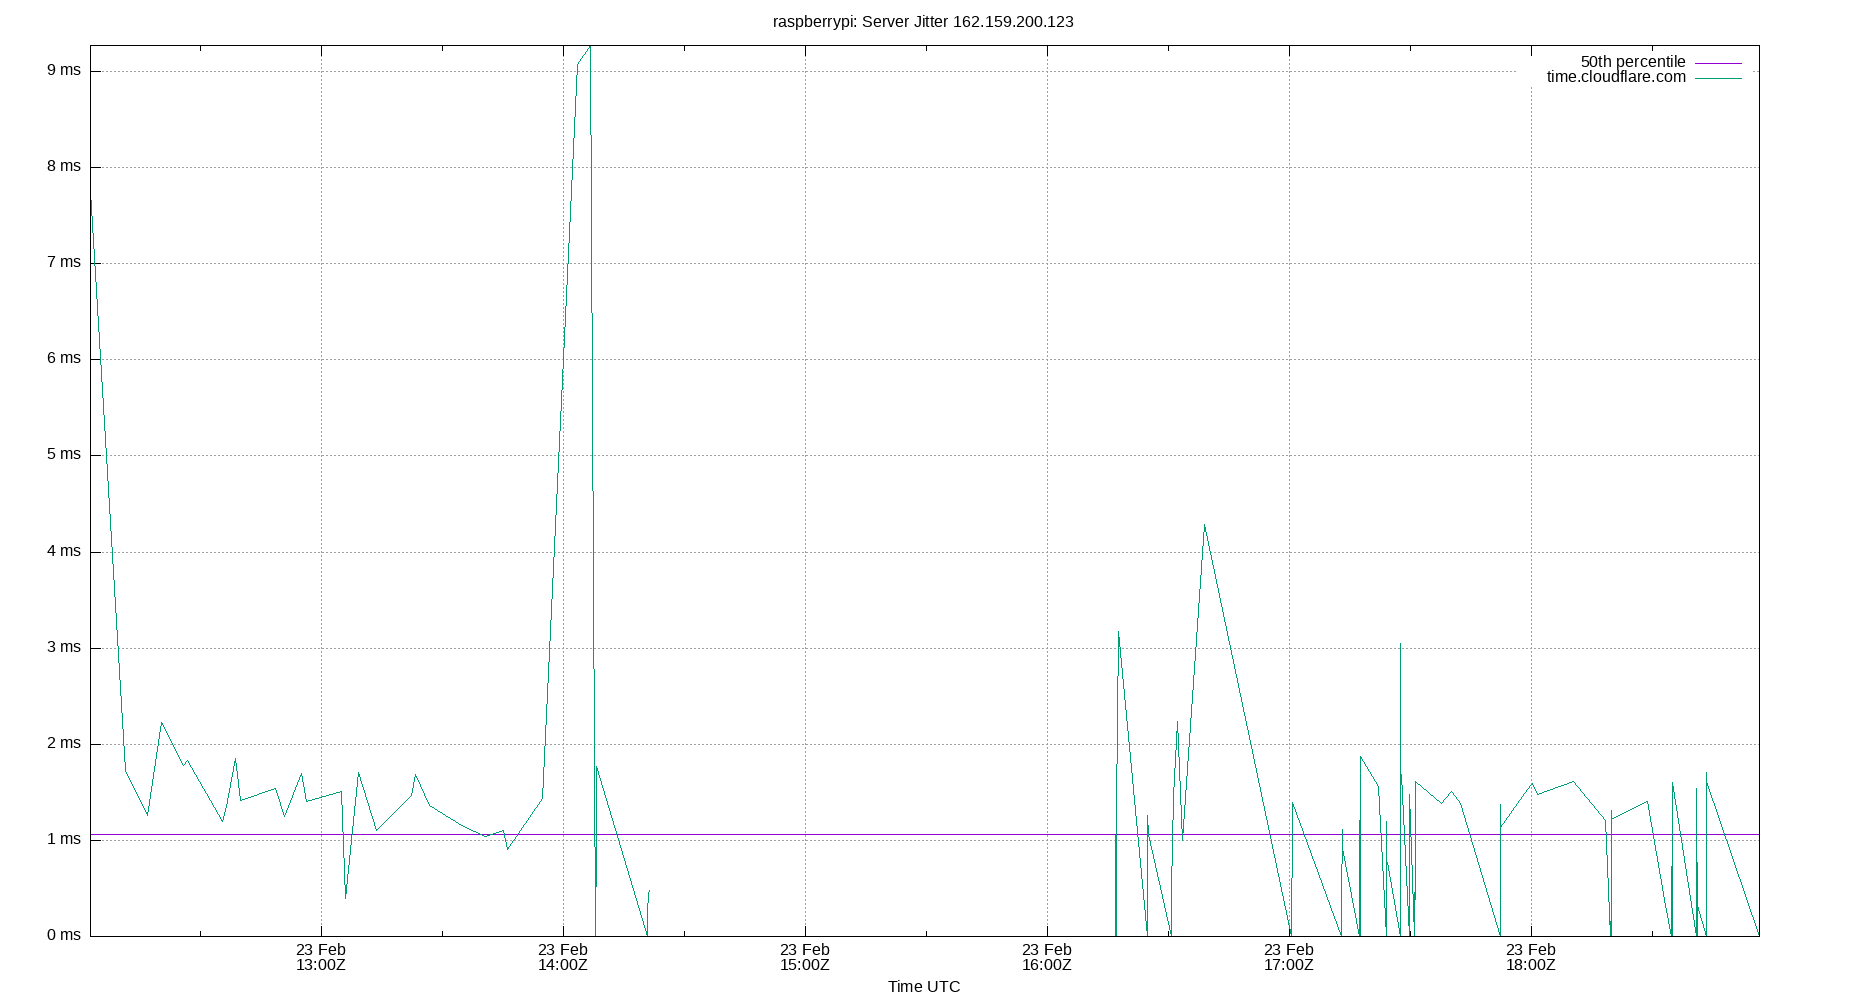 raspberrypi: Server Jitter 162.159.200.123
50th percentile
time.cloudflare.com
9 ms
8 ms
7 ms
6 ms
5 ms
4 ms
3 ms
2 ms
1 ms
0 ms
23 Feb 23 Feb 23 Feb 23 Feb 23 Feb 23 Feb
13:00Z 14:00Z 15:00Z 16:00Z 17:00Z 18:00Z
Time UTC